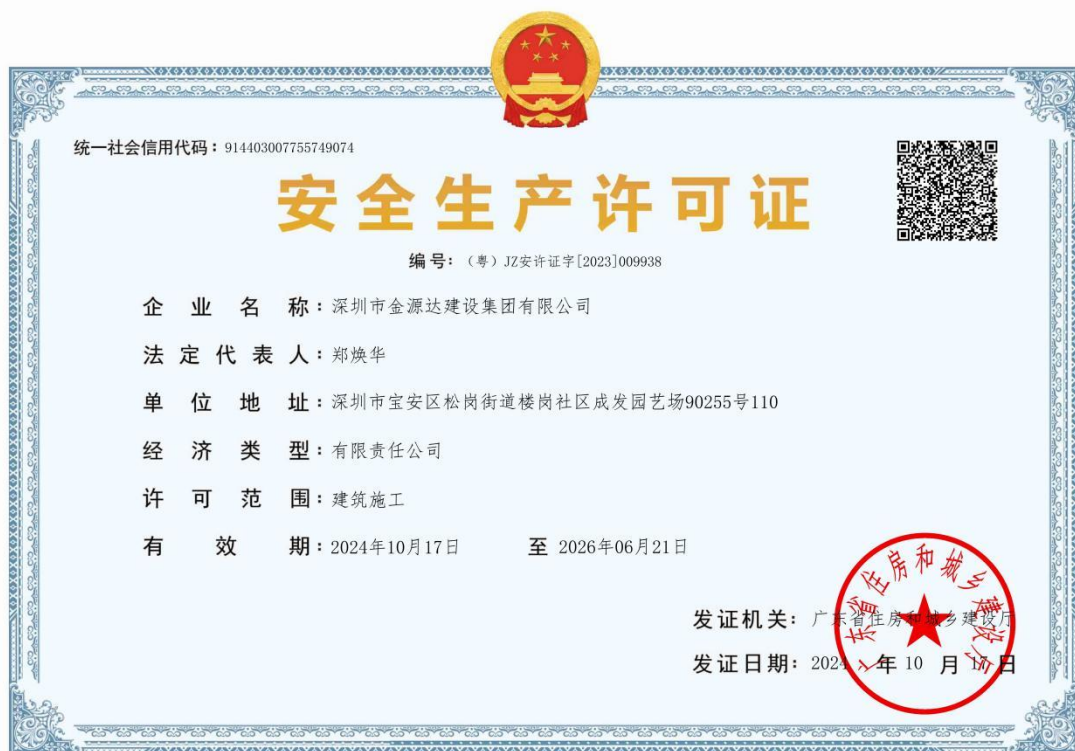 统一社会信用代码：914403007755749074
安全生产许可证
编号：（粤）JZ安许证字[2023]009938
企业名称：深圳市金源达建设集团有限公司
法定代表人：郑焕华
单位地址：深圳市宝安区松岗街道楼岗社区成发园艺场90255号110
经济类型：有限责任公司
许可范围：建筑施工
有效期：2024年10月17日 至 2026年06月21日
发证机关：广东省住房和城乡建设厅
发证日期：2024年10月17日
广东省住房和城乡建设厅